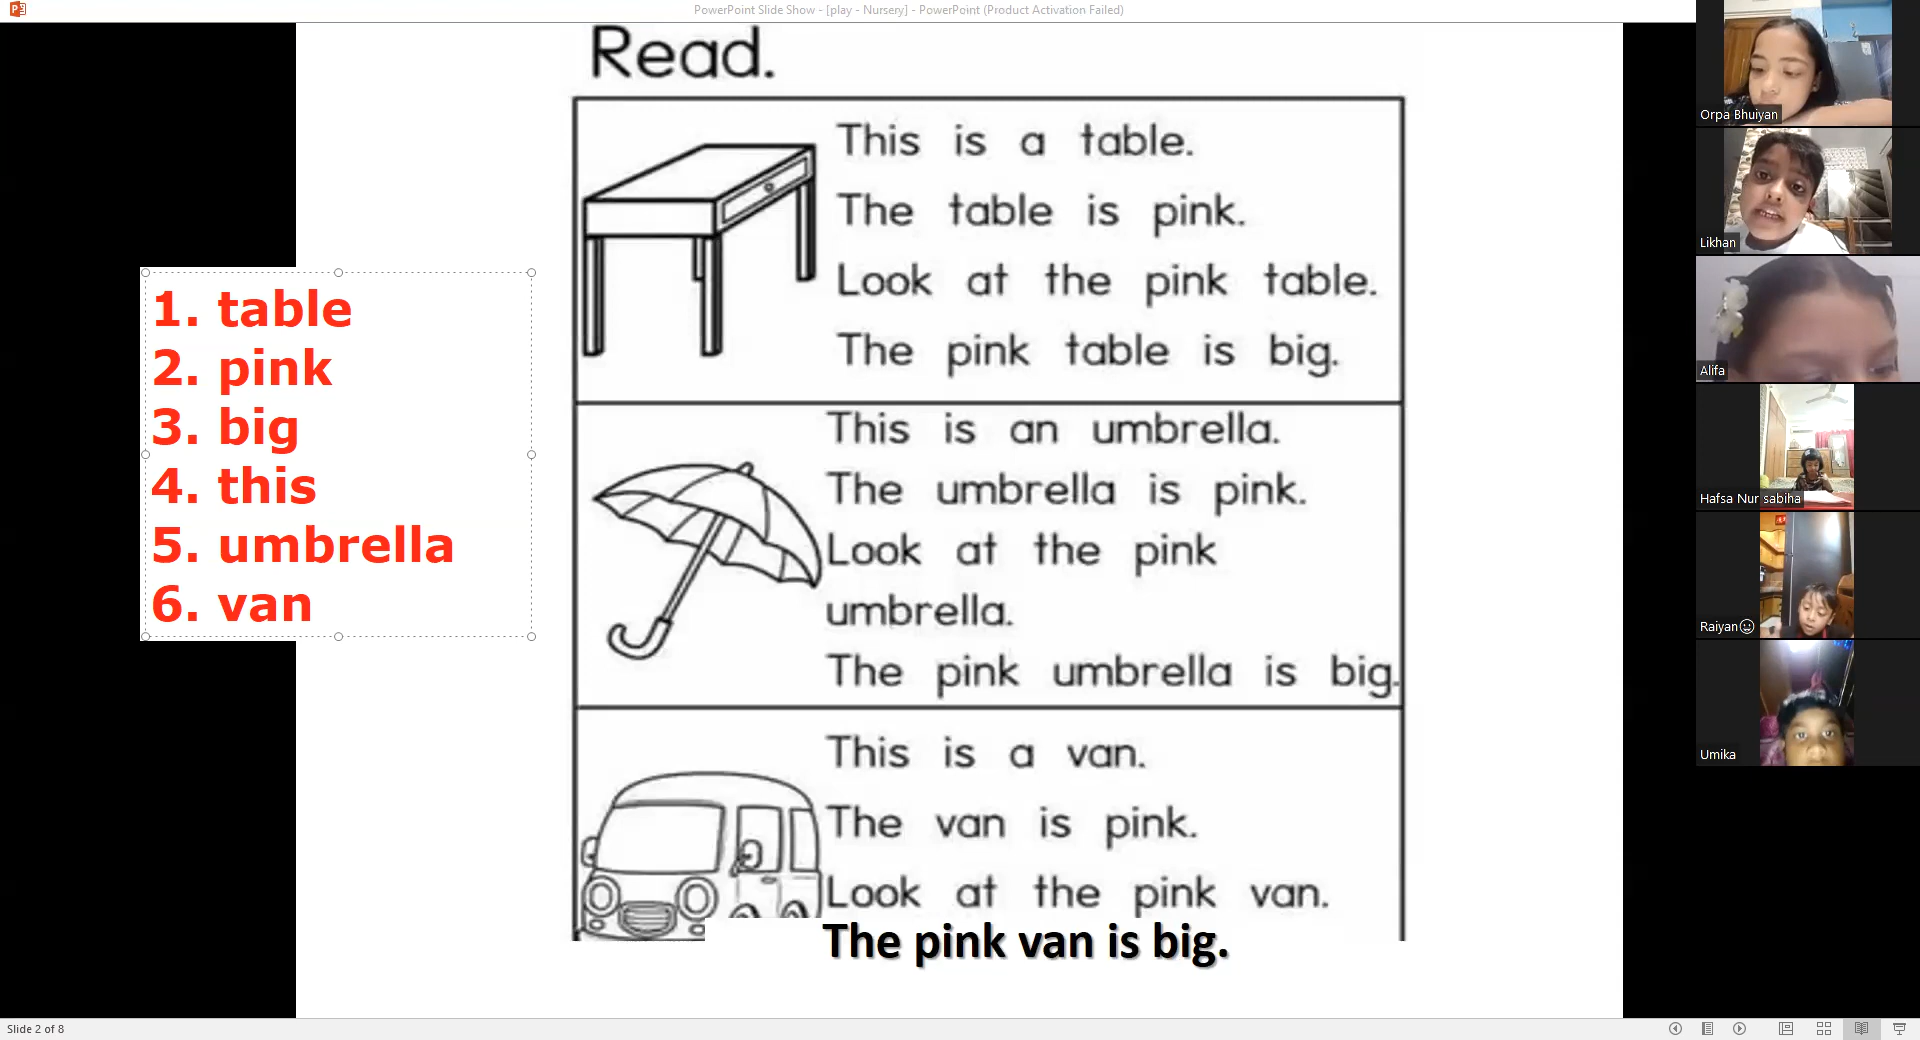 PowerPoint Slide Show - [play - Nursery] - PowerPoint (Product Activation Failed)
Read.
This is a table.
The table is pink.
Look at the pink table.
The pink table is big.
This is an umbrella.
The umbrella is pink.
Look at the pink
umbrella.
The pink umbrella is big.
This is a van.
The van is pink.
Look at the pink van.
The pink van is big.
1. table
2. pink
3. big
4. this
5. umbrella
6. van
Orpa Bhuiyan
Likhan
Alifa
Hafsa Nur sabiha
Raiyan
Umika
Slide 2 of 8